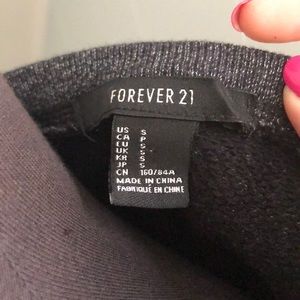 FOREVER 21
US S
CA P
EU S
UK S
KR S
JP S
CN 160/84A
MADE IN CHINA
FABRIQUÉ EN CHINE